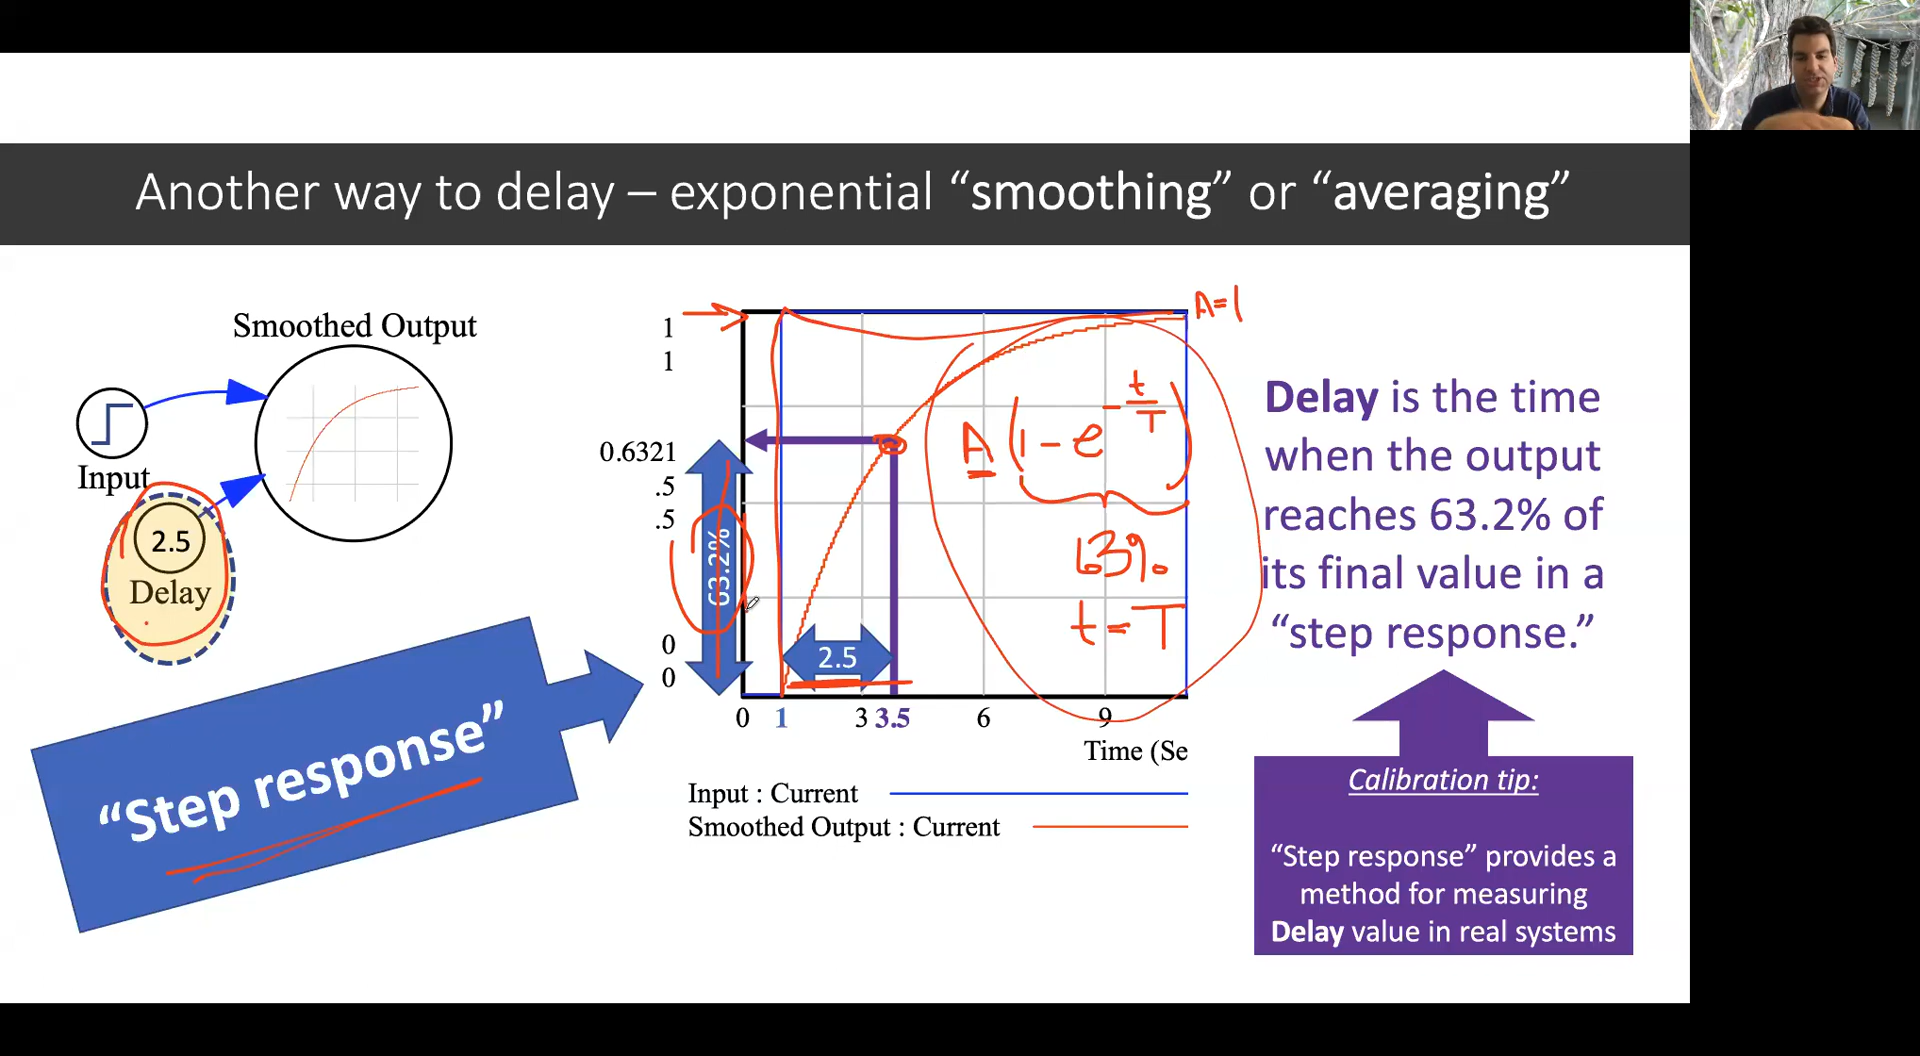 Another way to delay – exponential “smoothing” or “averaging”
Smoothed Output
Input
2.5
Delay
“Step response”
1
1
0.6321
.5
.5
0
0
63.2%
2.5
A=1
A(1-e^{-t/T})
63%
t=T
0 1 3 3.5 6 9
Time (Se
Input : Current
Smoothed Output : Current
Delay is the time
when the output
reaches 63.2% of
its final value in a
“step response.”
Calibration tip:
“Step response” provides a
method for measuring
Delay value in real systems